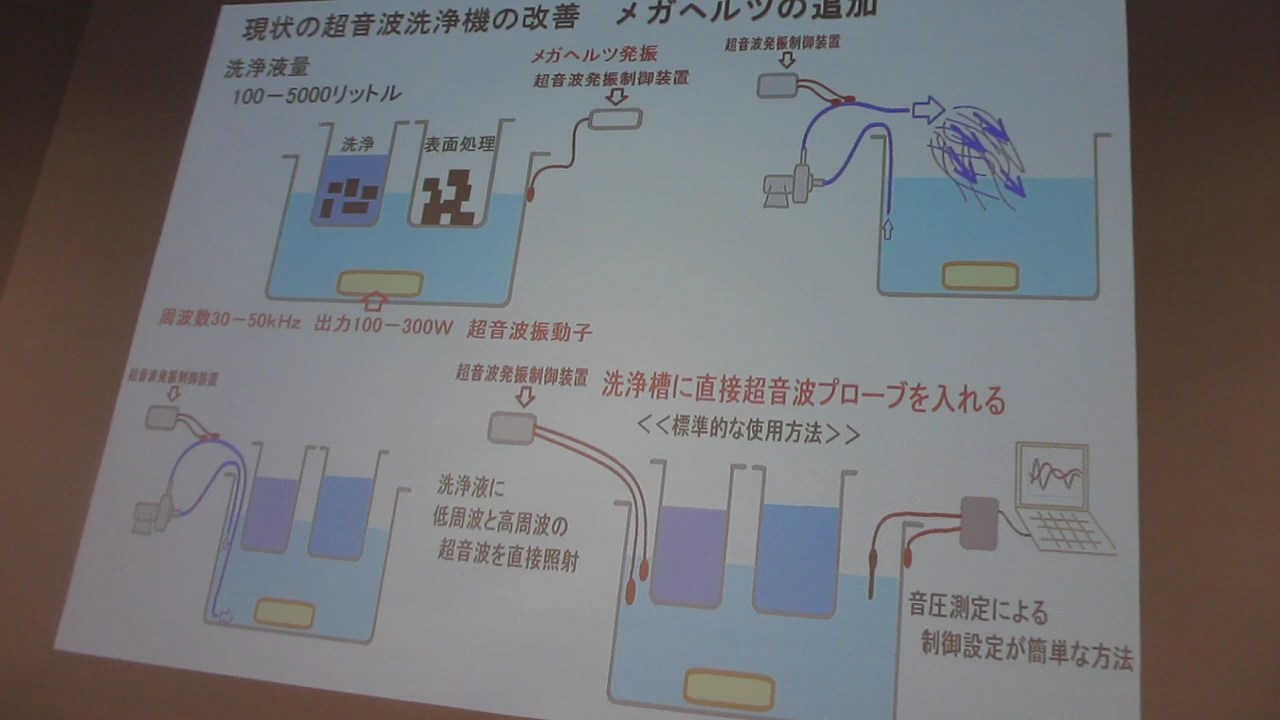 現状の超音波洗浄機の改善　メガヘルツの追加
洗浄液量
100－5000リットル
メガヘルツ発振
超音波発振制御装置
超音波発振制御装置
洗浄
表面処理
周波数30－50kHz　出力100－300W　超音波振動子
超音波発振制御装置
超音波発振制御装置
洗浄槽に直接超音波プローブを入れる
<<標準的な使用方法>>
洗浄液に
低周波と高周波の
超音波を直接照射
音圧測定による
制御設定が簡単な方法